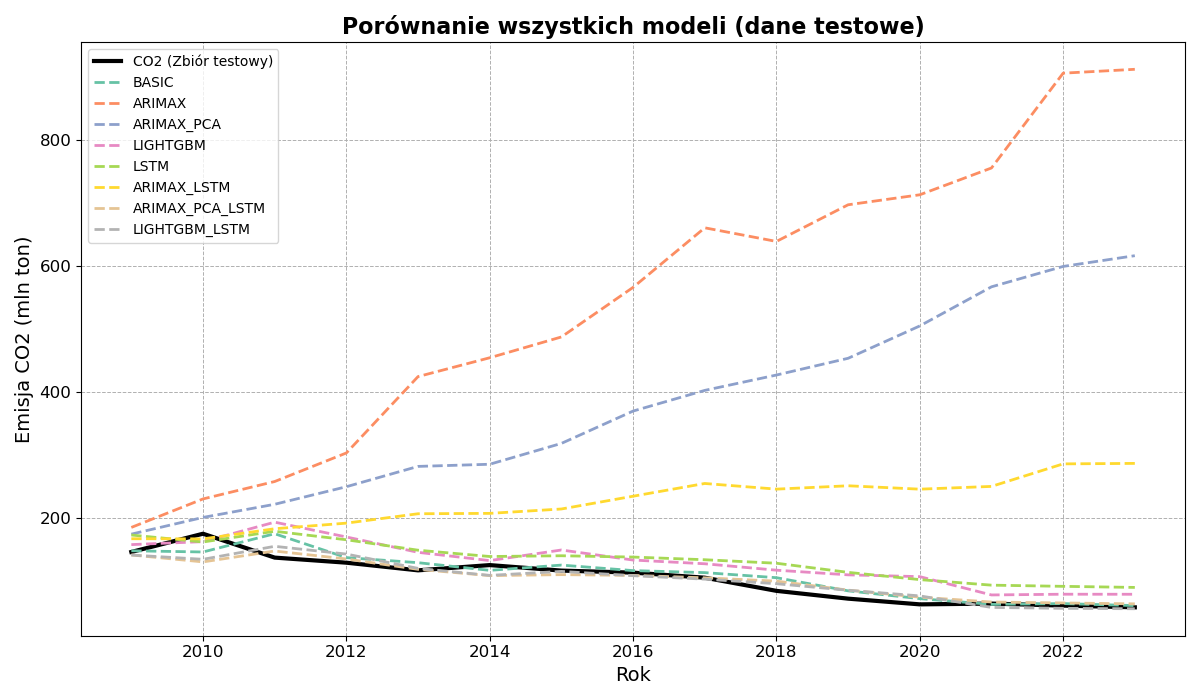 Porównanie wszystkich modeli (dane testowe)
CO2 (Zbiór testowy)
BASIC
ARIMAX
ARIMAX_PCA
LIGHTGBM
LSTM
ARIMAX_LSTM
ARIMAX_PCA_LSTM
LIGHTGBM_LSTM
Emisja CO2 (mln ton)
800
600
400
200
2010 2012 2014 2016 2018 2020 2022
Rok